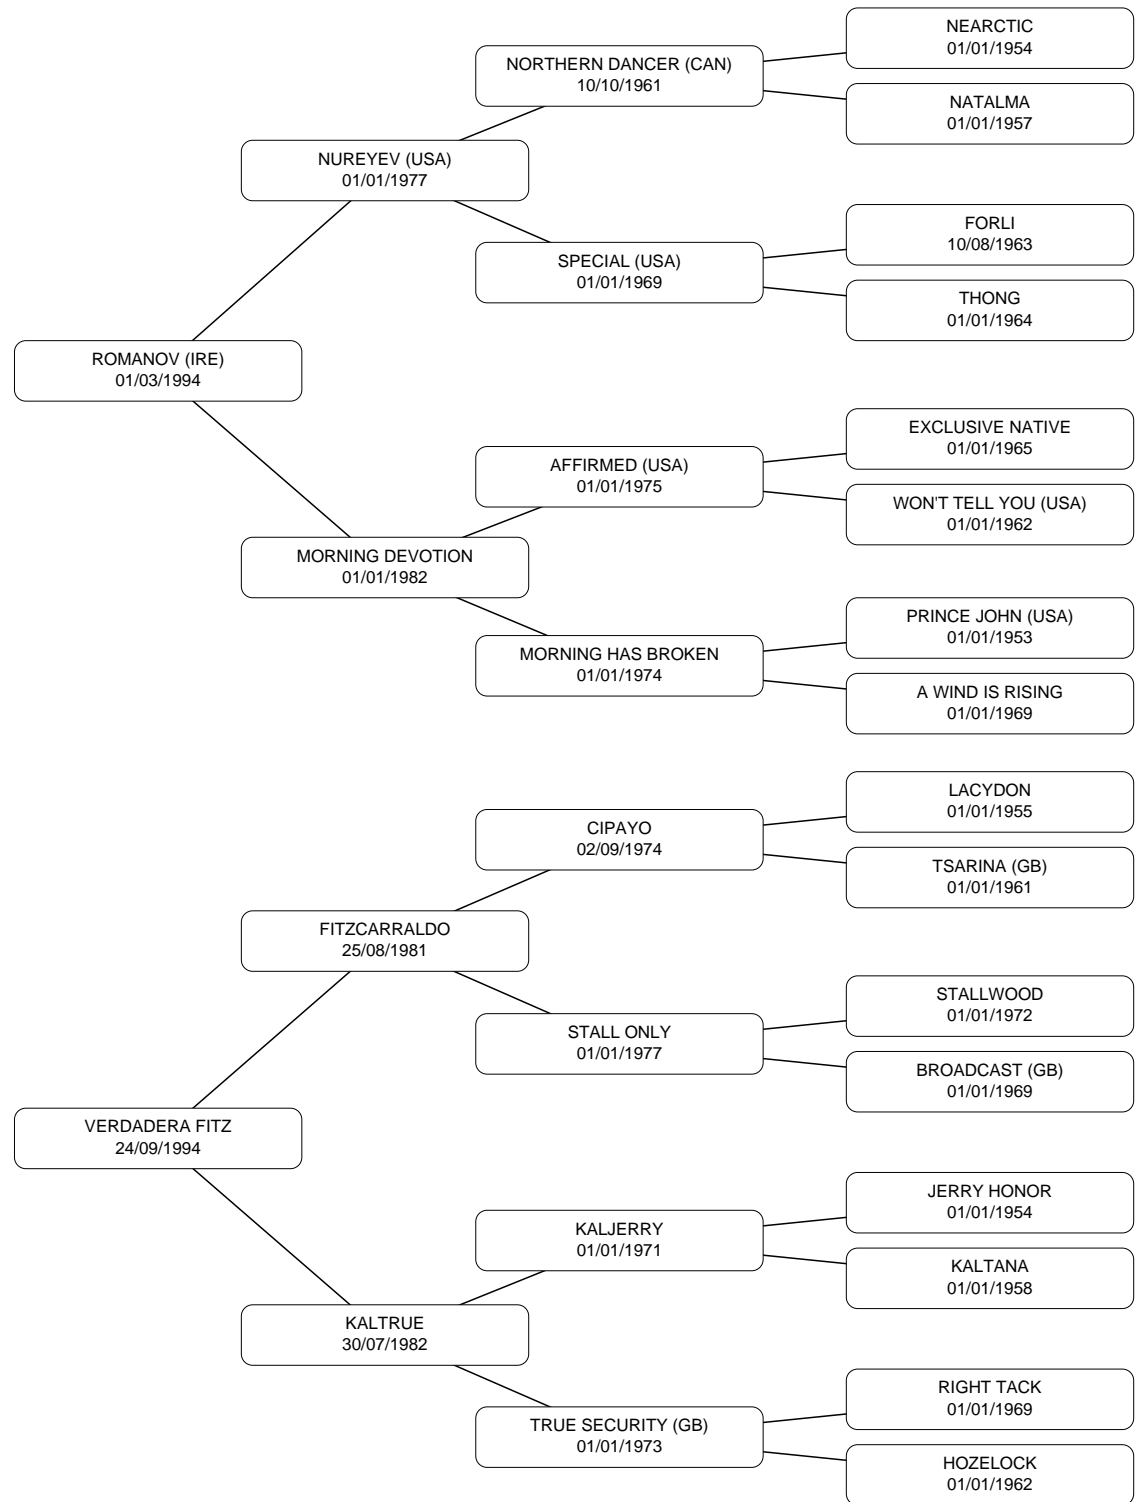 NEARCTIC
01/01/1954
NORTHERN DANCER (CAN)
10/10/1961
NATALMA
01/01/1957
NUREYEV (USA)
01/01/1977
FORLI
10/08/1963
SPECIAL (USA)
01/01/1969
THONG
01/01/1964
ROMANOV (IRE)
01/03/1994
EXCLUSIVE NATIVE
01/01/1965
AFFIRMED (USA)
01/01/1975
WON'T TELL YOU (USA)
01/01/1962
MORNING DEVOTION
01/01/1982
PRINCE JOHN (USA)
01/01/1953
MORNING HAS BROKEN
01/01/1974
A WIND IS RISING
01/01/1969
LACYDON
01/01/1955
CIPAYO
02/09/1974
TSARINA (GB)
01/01/1961
FITZCARRALDO
25/08/1981
STALLWOOD
01/01/1972
STALL ONLY
01/01/1977
BROADCAST (GB)
01/01/1969
VERDADERA FITZ
24/09/1994
JERRY HONOR
01/01/1954
KALJERRY
01/01/1971
KALTANA
01/01/1958
KALTRUE
30/07/1982
RIGHT TACK
01/01/1969
TRUE SECURITY (GB)
01/01/1973
HOZELOCK
01/01/1962